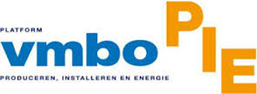 PLATFORM
vmbo PIE
PRODUCEREN, INSTALLEREN EN ENERGIE